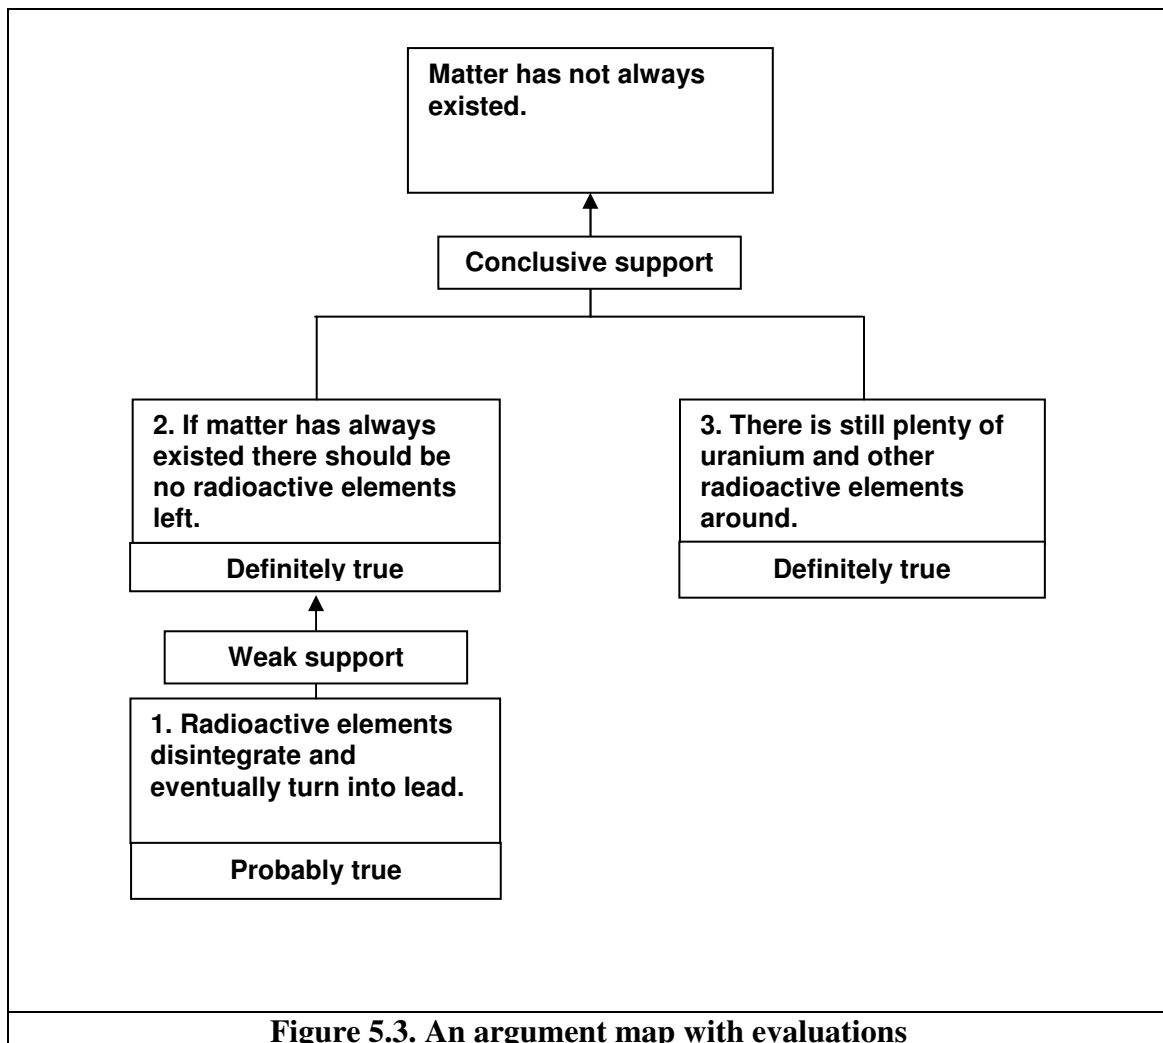 Matter has not always
existed.
Conclusive support
2. If matter has always
existed there should be
no radioactive elements
left.
Definitely true
3. There is still plenty of
uranium and other
radioactive elements
around.
Definitely true
Weak support
1. Radioactive elements
disintegrate and
eventually turn into lead.
Probably true
Figure 5.3. An argument map with evaluations